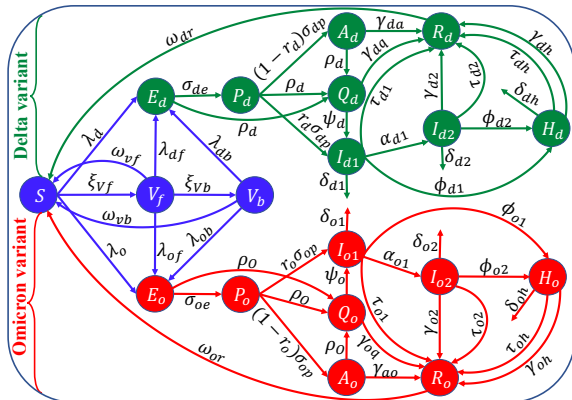 Delta variant
Omicron variant
ω_dr
(1 − r_d)σ_dp
A_d
γ_da
R_d
γ_dh
τ_dh
ρ_d
γ_dq
τ_d2
E_d
σ_de
P_d
ρ_d
Q_d
τ_d1
γ_d2
δ_dh
ρ_d
r_dσ_dp
ψ_d
I_d2
ϕ_d2
H_d
λ_d
λ_df
λ_db
I_d1
α_d1
δ_d2
ω_vf
δ_d1
ϕ_d1
S
ξ_Vf
V_f
ξ_Vb
V_b
ω_vb
λ_o
λ_of
λ_ob
δ_o1
ϕ_o1
ρ_o
r_oσ_op
I_o1
α_o1
δ_o2
ψ_o
I_o2
ϕ_o2
H_o
E_o
σ_oe
P_o
ρ_o
Q_o
τ_o1
δ_oh
(1 − r_o)σ_op
γ_oq
γ_o2
τ_o2
τ_oh
ω_or
ρ_o
A_o
γ_ao
R_o
γ_oh